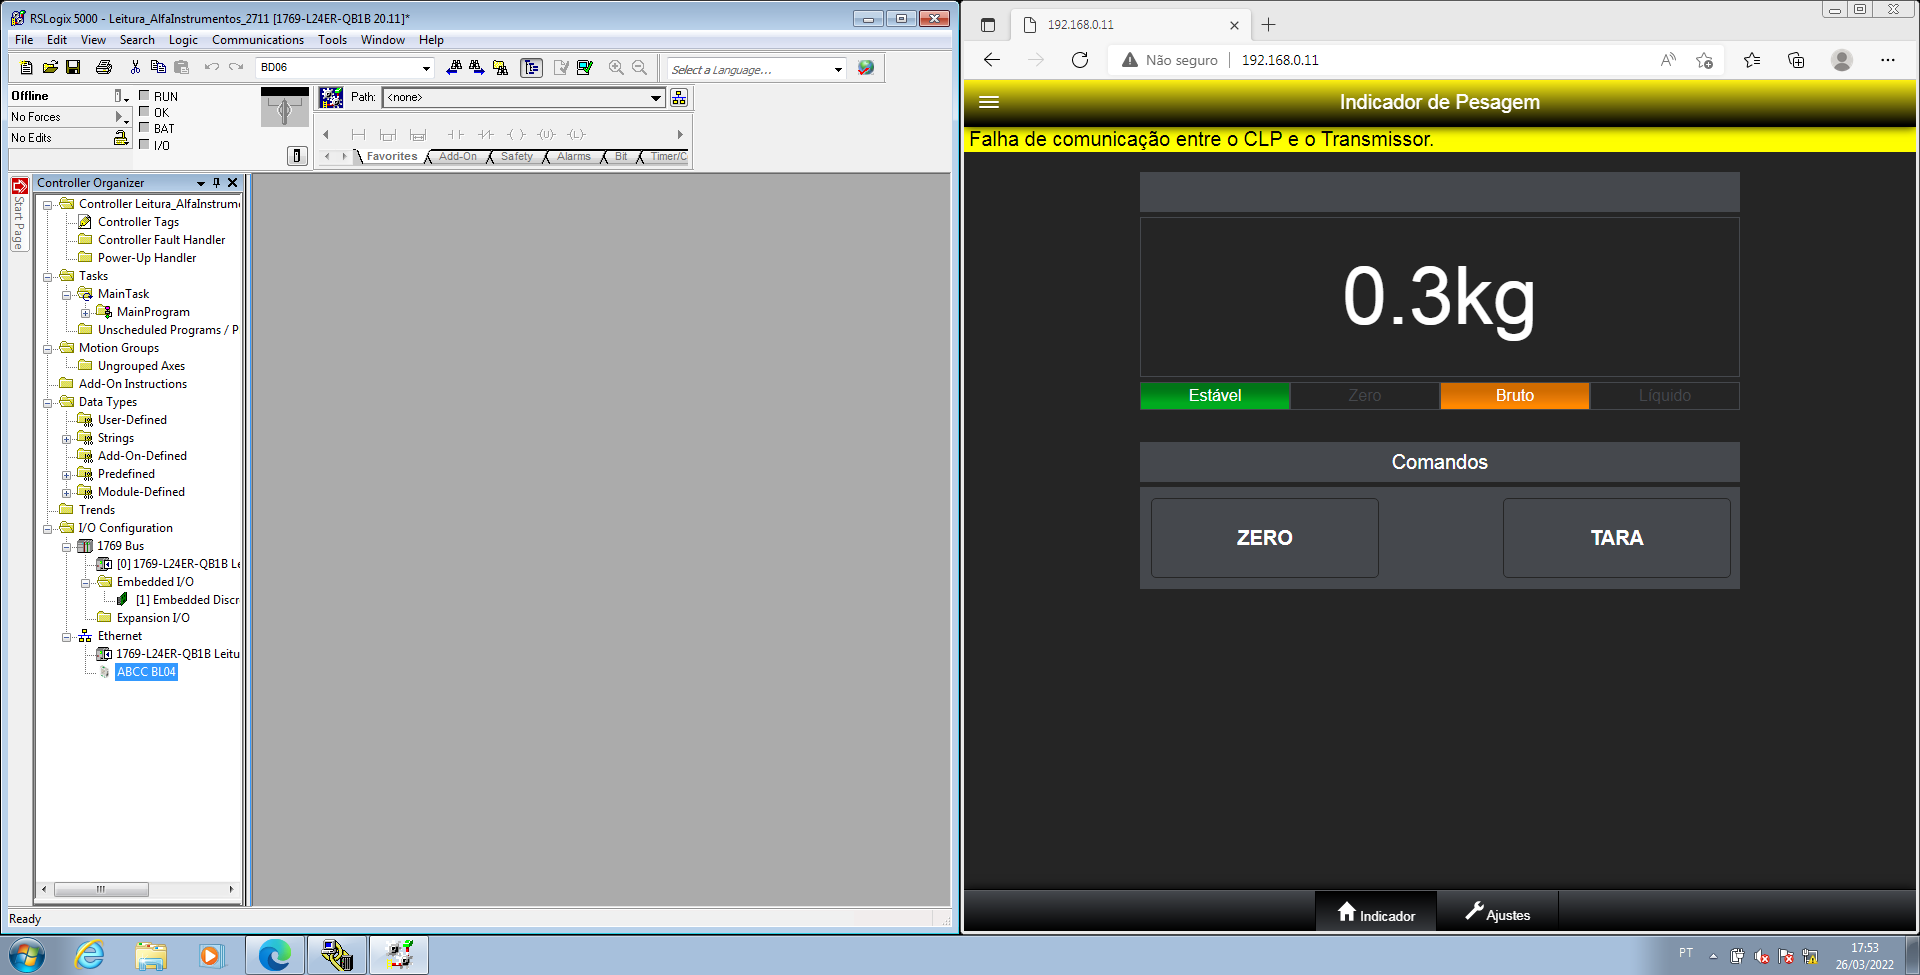 RSLogix 5000 - Leitura_AlfaInstrumentos_2711 [1769-L24ER-QB1B 20.11]*
File Edit View Search Logic Communications Tools Window Help
BD06
Select a Language...
Offline
No Forces
No Edits
RUN
OK
BAT
I/O
Path: <none>
Favorites Add-On Safety Alarms Bit Timer/C
Start Page
Controller Organizer
Controller Leitura_AlfaInstrume
Controller Tags
Controller Fault Handler
Power-Up Handler
Tasks
MainTask
MainProgram
Unscheduled Programs / P
Motion Groups
Ungrouped Axes
Add-On Instructions
Data Types
User-Defined
Strings
Add-On-Defined
Predefined
Module-Defined
Trends
I/O Configuration
1769 Bus
[0] 1769-L24ER-QB1B Le
Embedded I/O
[1] Embedded Discr
Expansion I/O
Ethernet
1769-L24ER-QB1B Leitu
ABCC BL04
Ready
192.168.0.11
Não seguro 192.168.0.11
Indicador de Pesagem
Falha de comunicação entre o CLP e o Transmissor.
0.3kg
Estável Zero Bruto Líquido
Comandos
ZERO TARA
Indicador Ajustes
PT
17:53
26/03/2022